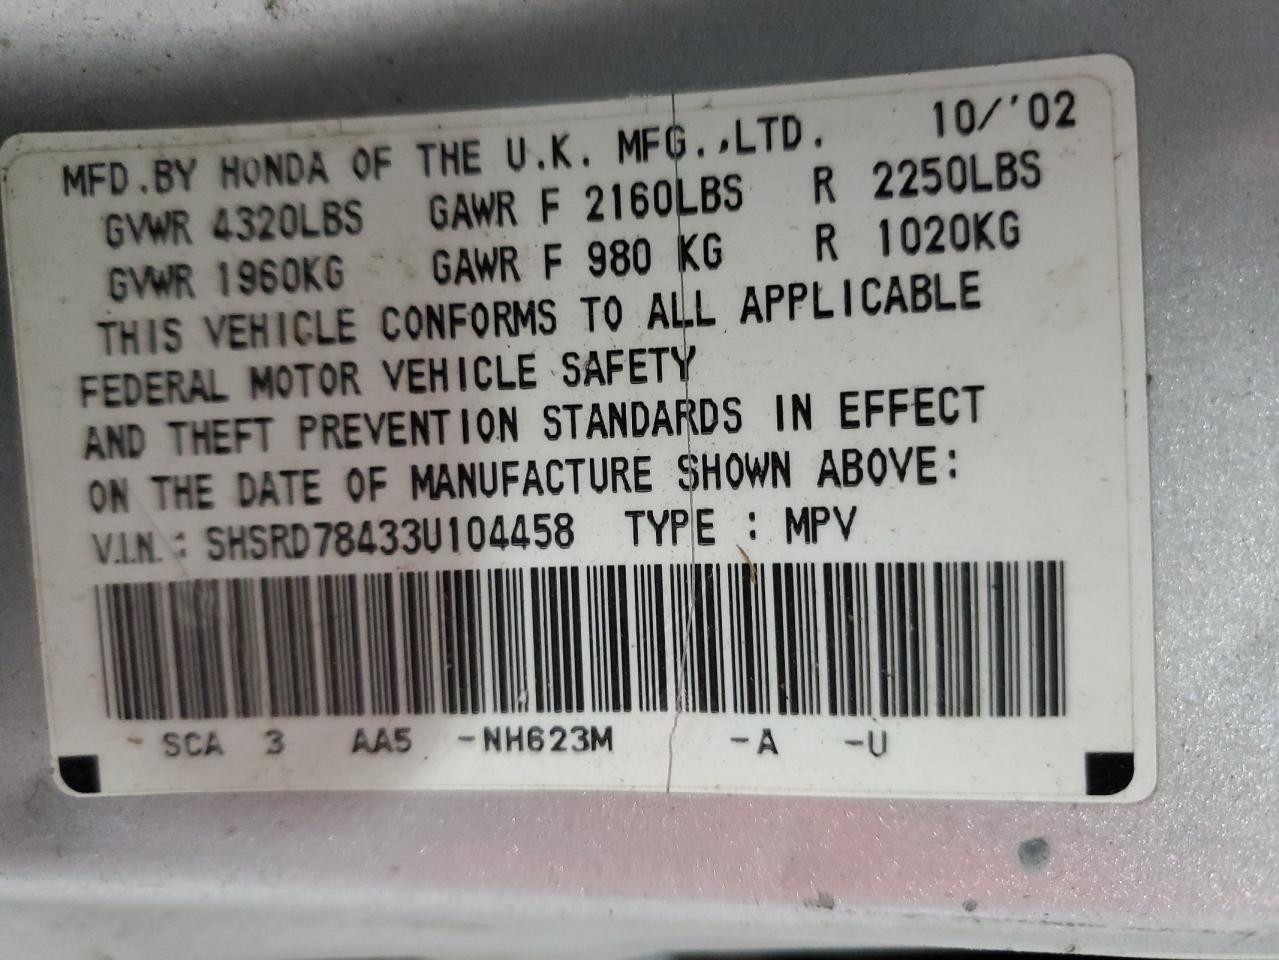 MFD.BY HONDA OF THE U.K. MFG.,LTD. 10/'02
GVWR 4320LBS GAWR F 2160LBS R 2250LBS
GVWR 1960KG GAWR F 980 KG R 1020KG
THIS VEHICLE CONFORMS TO ALL APPLICABLE
FEDERAL MOTOR VEHICLE SAFETY
AND THEFT PREVENTION STANDARDS IN EFFECT
ON THE DATE OF MANUFACTURE SHOWN ABOVE:
V.I.N.: SHSRD78433U104458 TYPE : MPV
- SCA 3 AA5 -NH623M -A -U